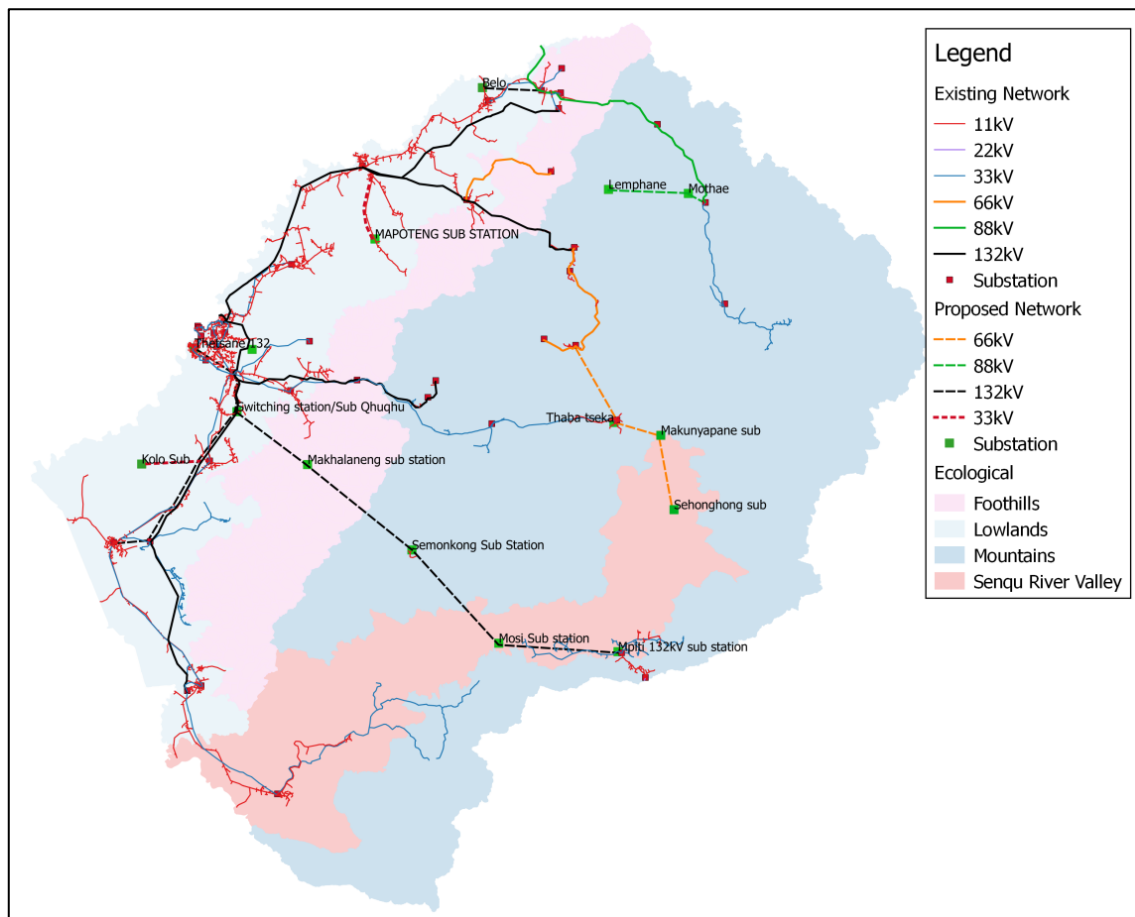 Legend
Existing Network
11kV
22kV
33kV
66kV
88kV
132kV
Substation
Proposed Network
66kV
88kV
132kV
33kV
Substation
Ecological
Foothills
Lowlands
Mountains
Senqu River Valley
Belo
Lemphane
Mothae
MAPOTENG SUB STATION
Thetsane 132
Switching station/Sub Qhuqhu
Thaba tseka
Makunyapane sub
Kolo Sub
Makhalaneng sub station
Sehonghong sub
Semonkong Sub Station
Mosi Sub station
Mpiti 132kV sub station